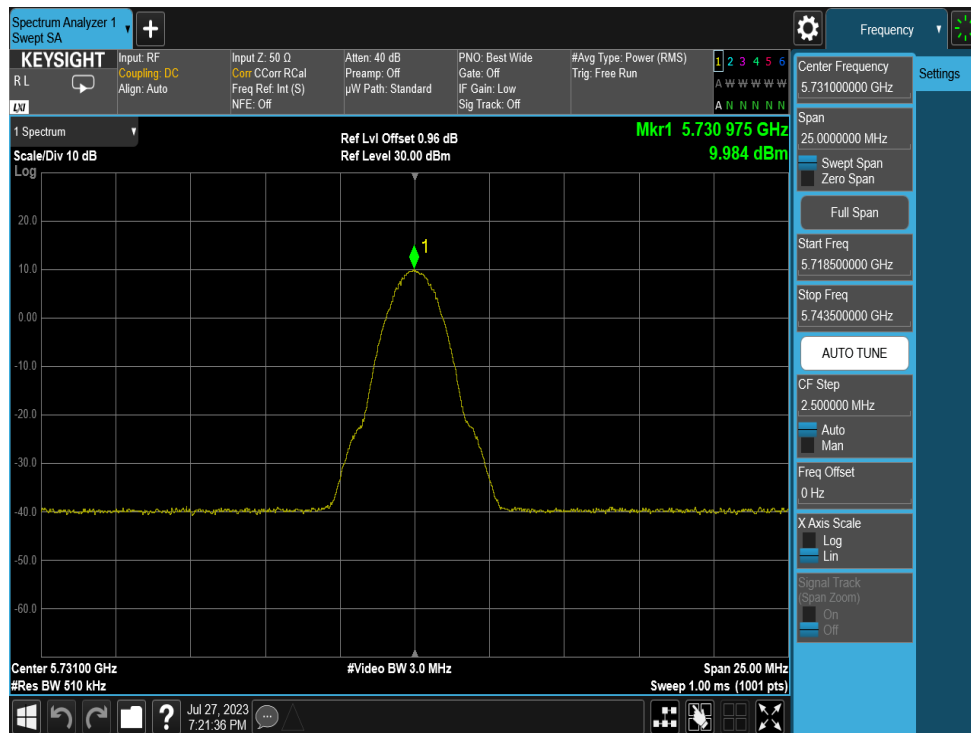 Spectrum Analyzer 1
Swept SA
Frequency
KEYSIGHT
RL
LXI
Input: RF
Coupling: DC
Align: Auto
Input Z: 50 Ω
Corr CCorr RCal
Freq Ref: Int (S)
NFE: Off
Atten: 40 dB
Preamp: Off
µW Path: Standard
PNO: Best Wide
Gate: Off
IF Gain: Low
Sig Track: Off
#Avg Type: Power (RMS)
Trig: Free Run
1 2 3 4 5 6
A W W W W W
A N N N N N
1 Spectrum
Scale/Div 10 dB
Log
Ref Lvl Offset 0.96 dB
Ref Level 30.00 dBm
Mkr1 5.730 975 GHz
9.984 dBm
20.0
1
10.0
0.00
-10.0
-20.0
-30.0
-40.0
-50.0
-60.0
Center 5.73100 GHz
#Video BW 3.0 MHz
Span 25.00 MHz
#Res BW 510 kHz
Sweep 1.00 ms (1001 pts)
?
Jul 27, 2023
7:21:36 PM
Center Frequency
5.731000000 GHz
Settings
Span
25.0000000 MHz
Swept Span
Zero Span
Full Span
Start Freq
5.718500000 GHz
Stop Freq
5.743500000 GHz
AUTO TUNE
CF Step
2.500000 MHz
Auto
Man
Freq Offset
0 Hz
X Axis Scale
Log
Lin
Signal Track
(Span Zoom)
On
Off